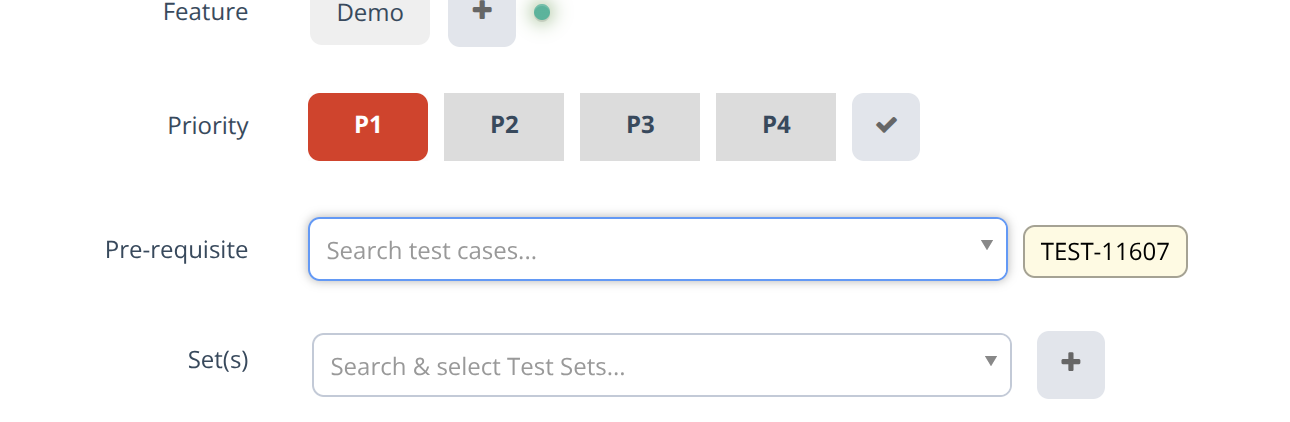 Feature Demo
Priority P1 P2 P3 P4
Pre-requisite Search test cases... TEST-11607
Set(s) Search & select Test Sets...